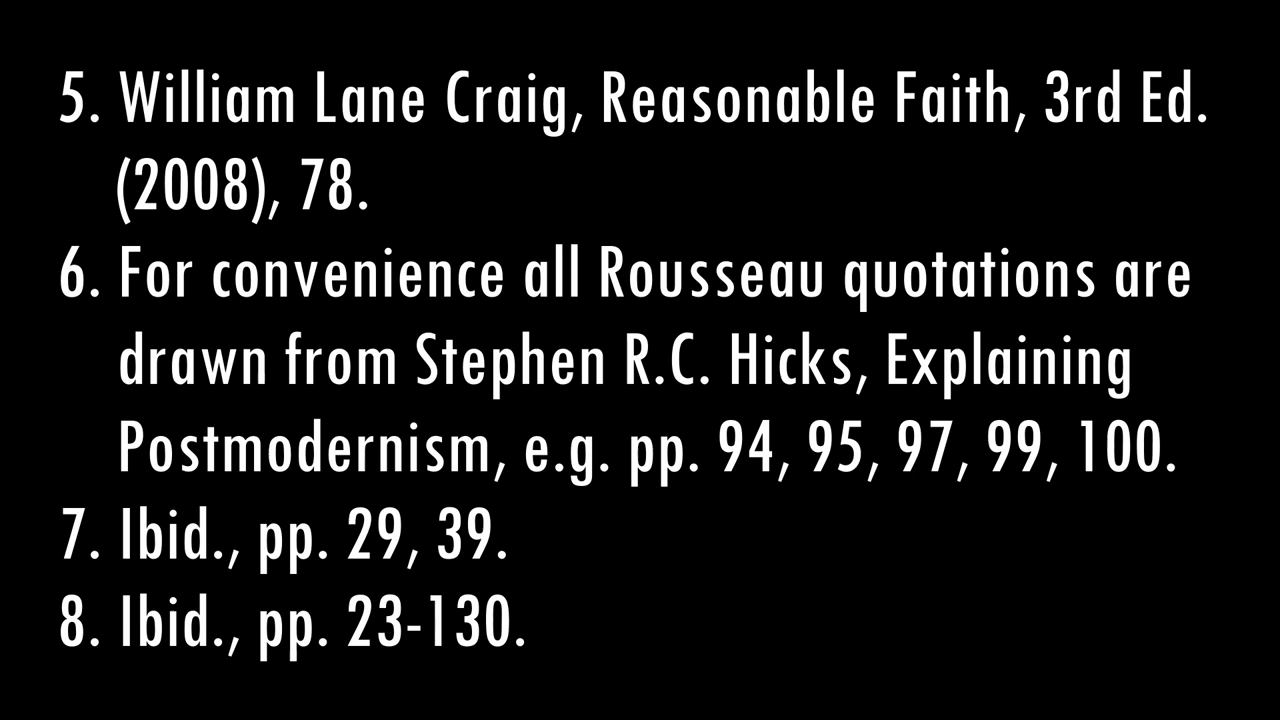 5. William Lane Craig, Reasonable Faith, 3rd Ed.
(2008), 78.
6. For convenience all Rousseau quotations are
drawn from Stephen R.C. Hicks, Explaining
Postmodernism, e.g. pp. 94, 95, 97, 99, 100.
7. Ibid., pp. 29, 39.
8. Ibid., pp. 23-130.